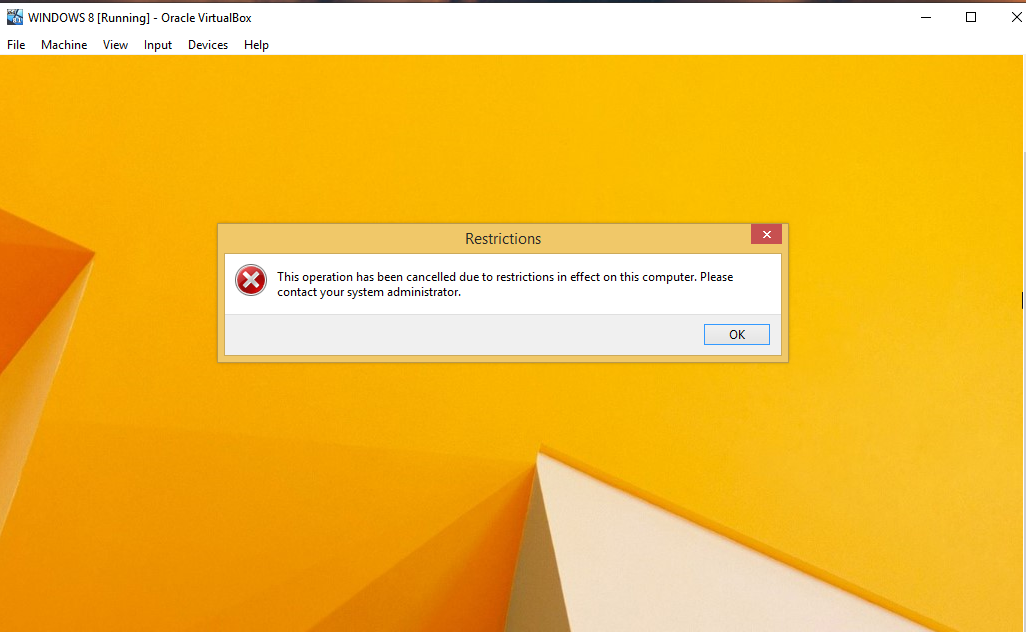 WINDOWS 8 [Running] - Oracle VirtualBox
File Machine View Input Devices Help
Restrictions
This operation has been cancelled due to restrictions in effect on this computer. Please
contact your system administrator.
OK